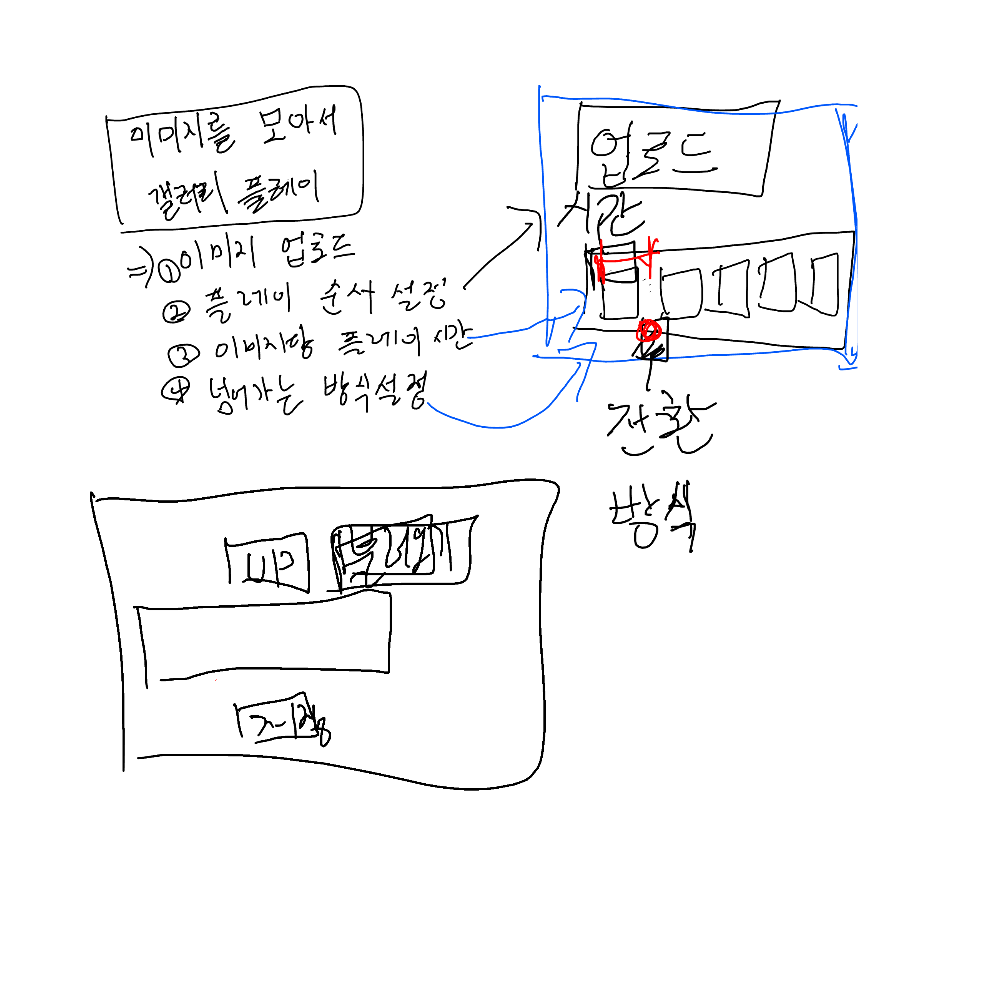 이미지를 모아서
갤러리 플레이
⇒ ① 이미지 업로드
② 플레이 순서 설정
③ 이미지당 플레이 시간
④ 넘어가는 방식설정
업로드
시간
전환
방식
UP
불러오기
저장